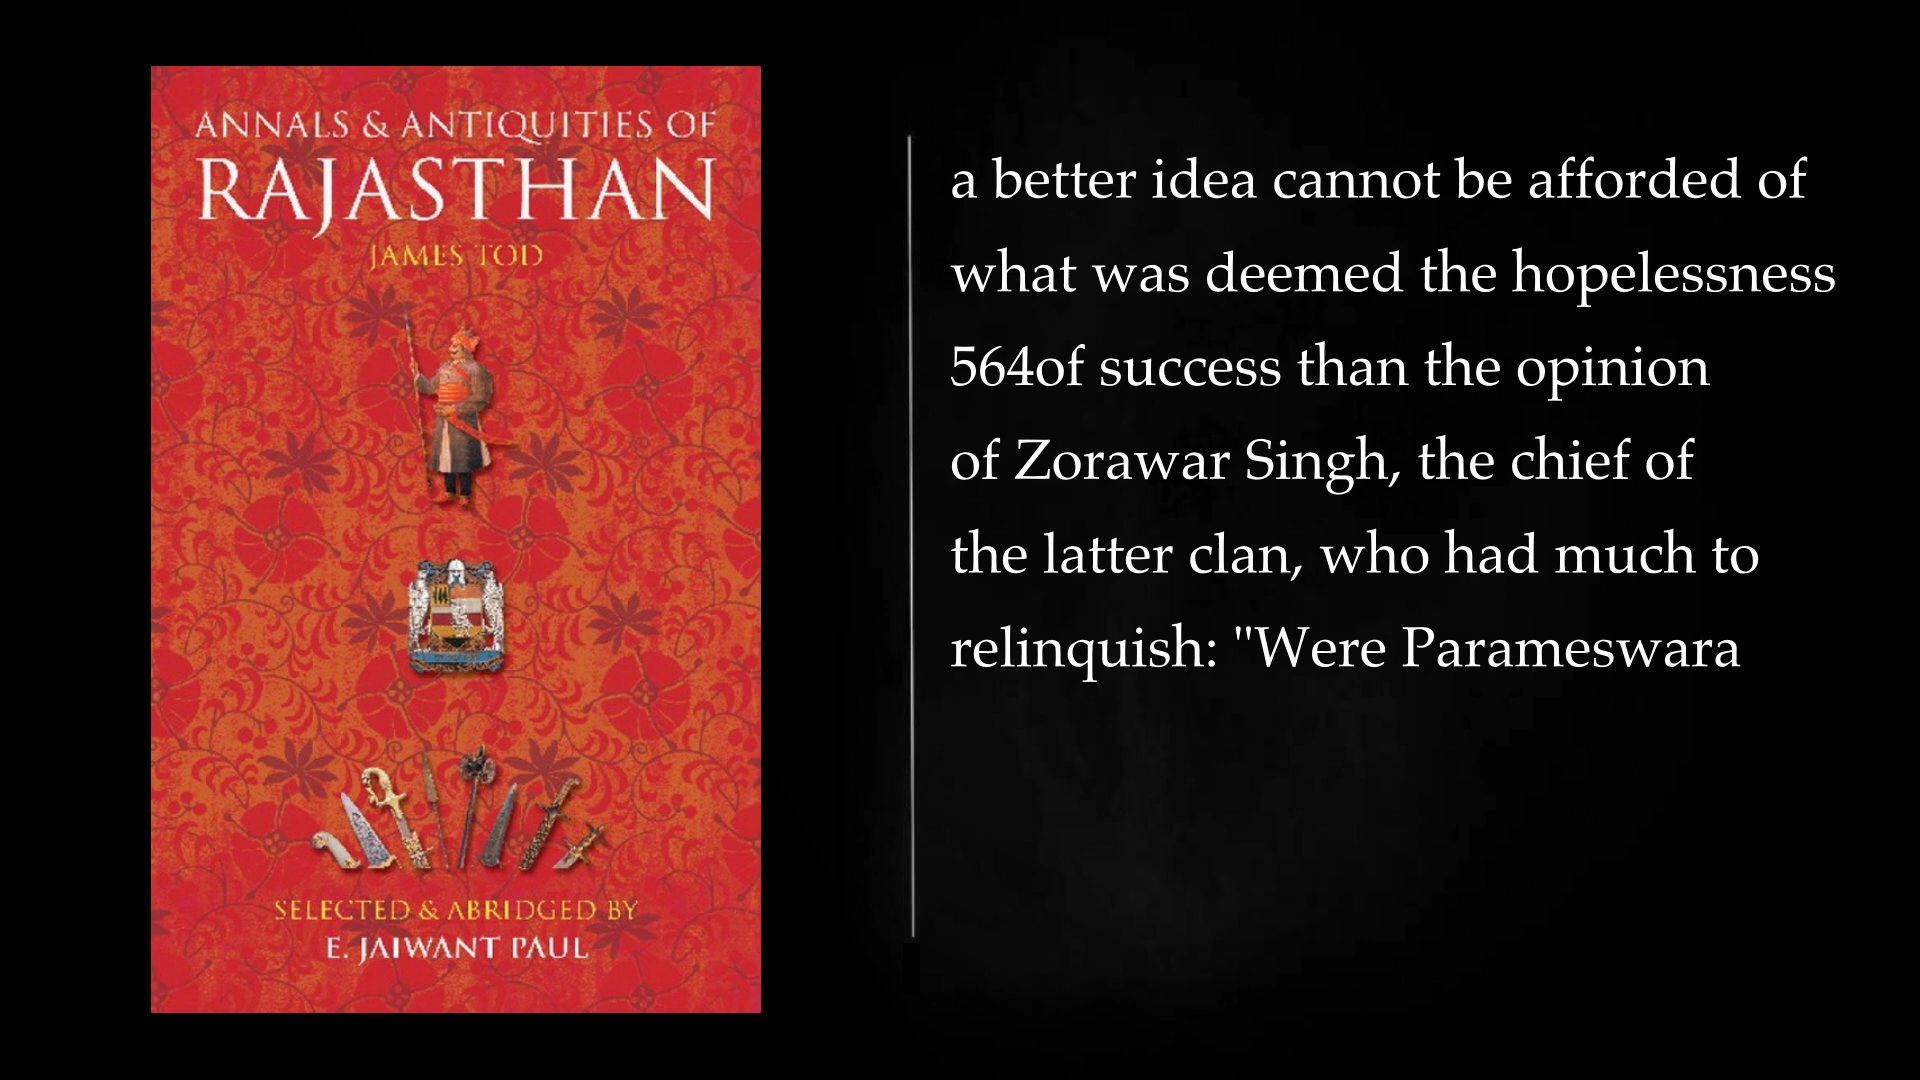 ANNALS & ANTIQUITIES OF
RAJASTHAN
JAMES TOD
SELECTED & ABRIDGED BY
E. JAIWANT PAUL
a better idea cannot be afforded of
what was deemed the hopelessness
564of success than the opinion
of Zorawar Singh, the chief of
the latter clan, who had much to
relinquish: "Were Parameswara